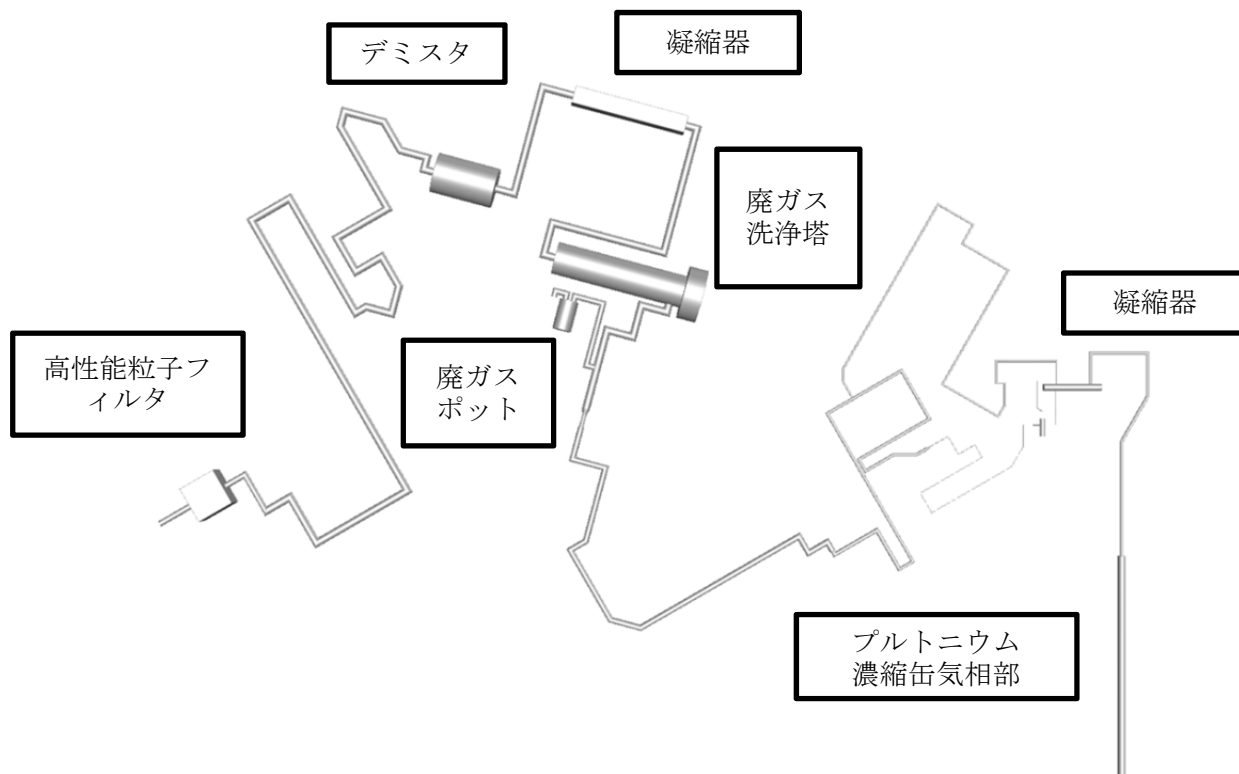 デミスタ
凝縮器
廃ガス
洗浄塔
凝縮器
高性能粒子フ
ィルタ
廃ガス
ポット
プルトニウム
濃縮缶気相部